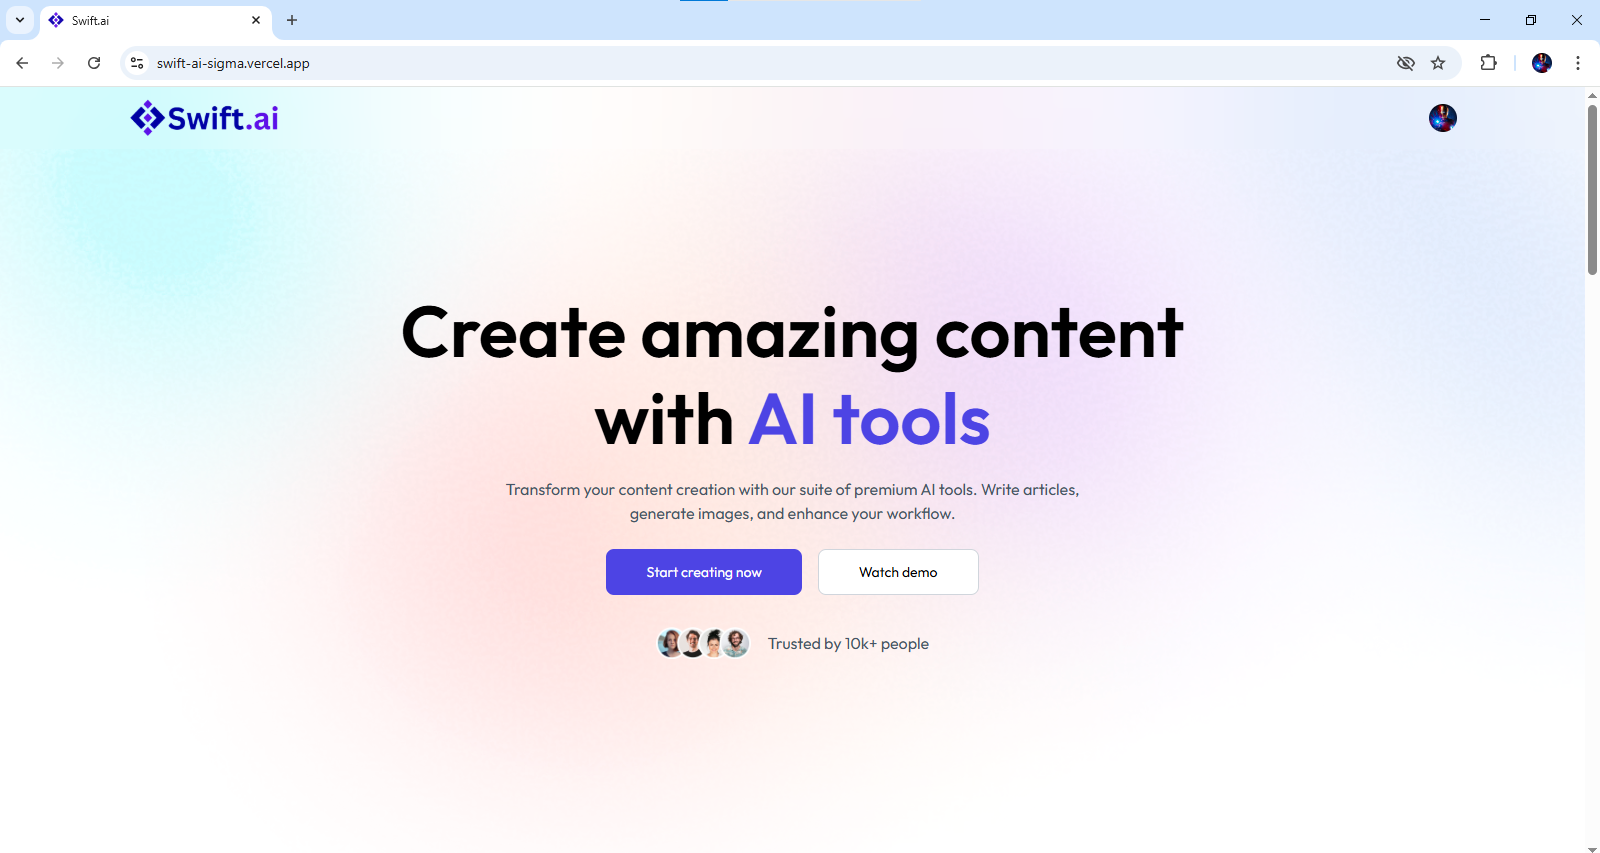 Swift.ai
swift-ai-sigma.vercel.app
Swift.ai
Create amazing content
with AI tools
Transform your content creation with our suite of premium AI tools. Write articles,
generate images, and enhance your workflow.
Start creating now
Watch demo
Trusted by 10k+ people